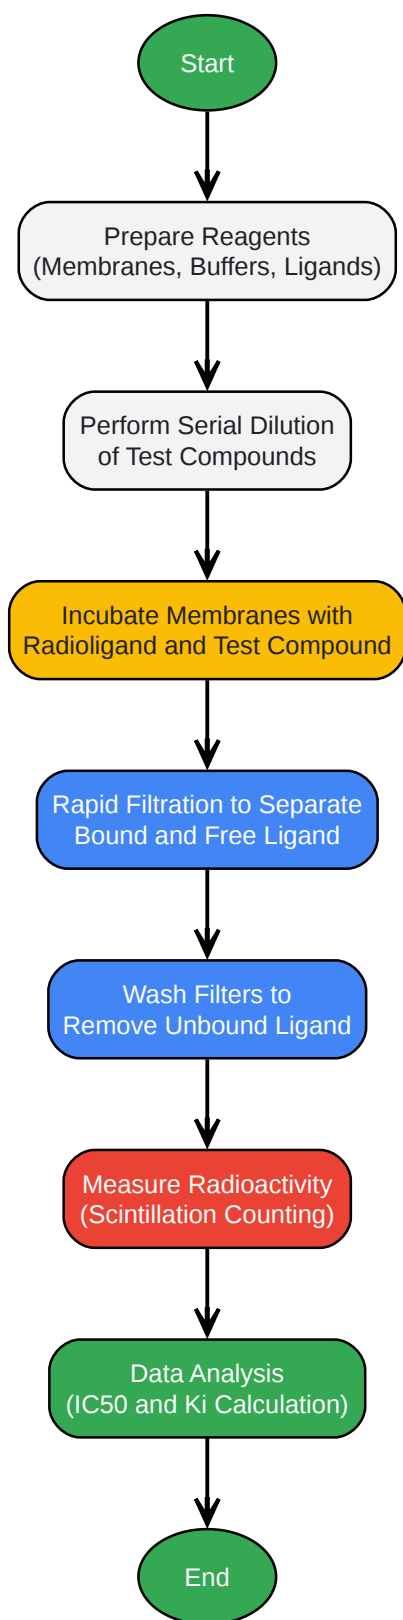 Start
Prepare Reagents
(Membranes, Buffers, Ligands)
Perform Serial Dilution
of Test Compounds
Incubate Membranes with
Radioligand and Test Compound
Rapid Filtration to Separate
Bound and Free Ligand
Wash Filters to
Remove Unbound Ligand
Measure Radioactivity
(Scintillation Counting)
Data Analysis
(IC50 and Ki Calculation)
End